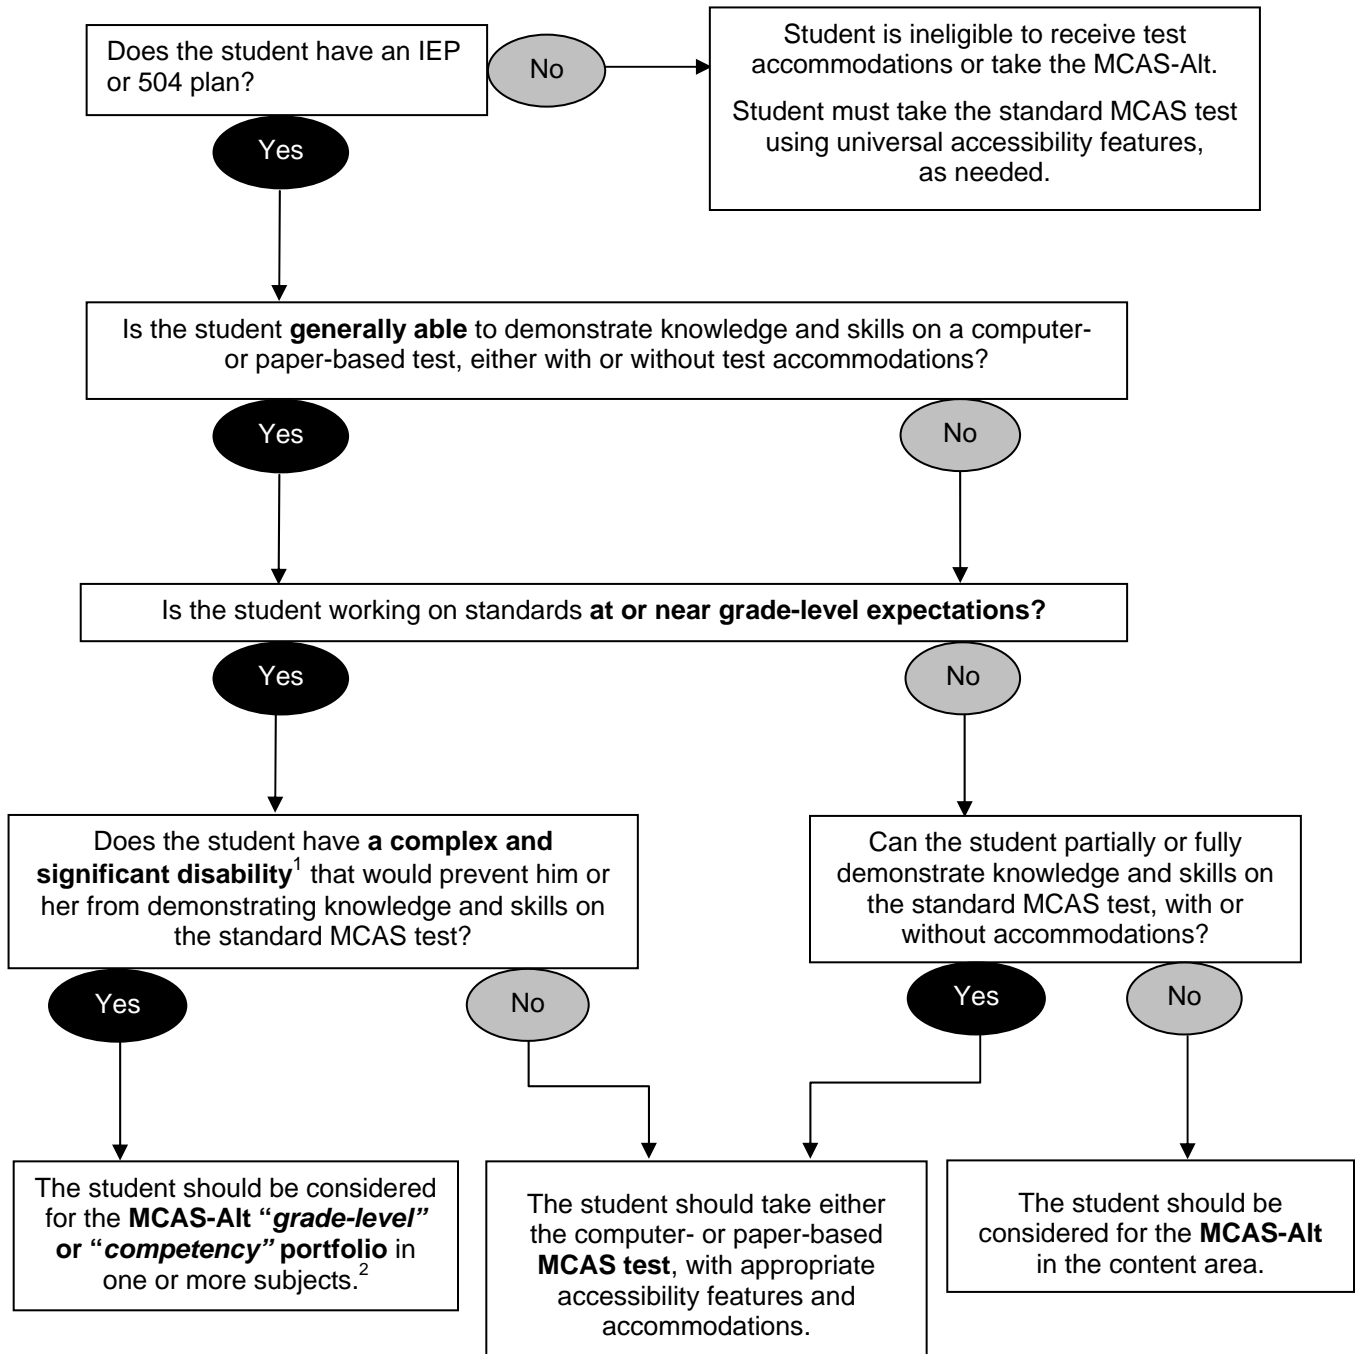 Does the student have an IEP
or 504 plan?
No
Student is ineligible to receive test
accommodations or take the MCAS-Alt.
Student must take the standard MCAS test
using universal accessibility features,
as needed.
Yes
Is the student generally able to demonstrate knowledge and skills on a computer-
or paper-based test, either with or without test accommodations?
Yes
No
Is the student working on standards at or near grade-level expectations?
Yes
No
Does the student have a complex and
significant disability1 that would prevent him or
her from demonstrating knowledge and skills on
the standard MCAS test?
Can the student partially or fully
demonstrate knowledge and skills on
the standard MCAS test, with or
without accommodations?
Yes
No
Yes
No
The student should be considered
for the MCAS-Alt “grade-level”
or “competency” portfolio in
one or more subjects.2
The student should take either
the computer- or paper-based
MCAS test, with appropriate
accessibility features and
accommodations.
The student should be
considered for the MCAS-Alt
in the content area.